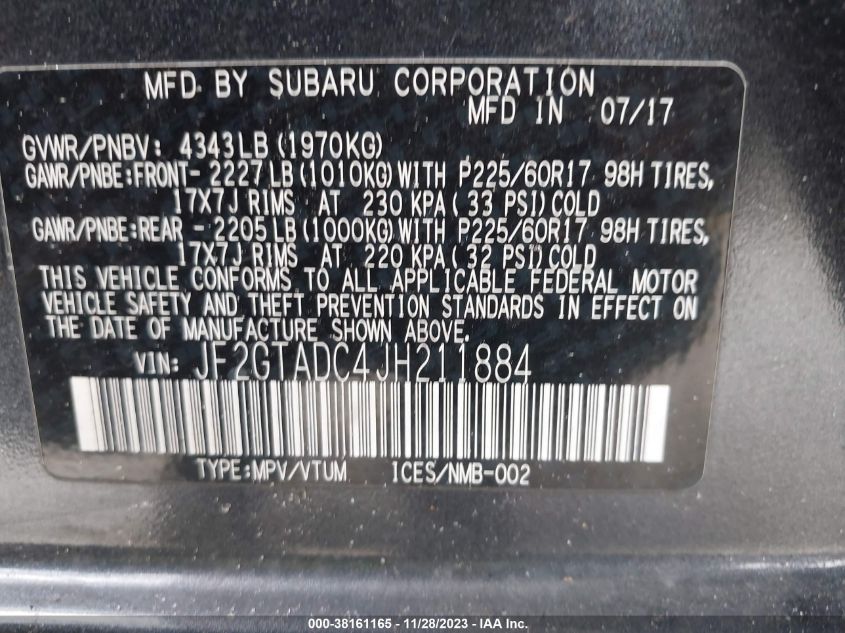 MFD BY SUBARU CORPORATION
MFD IN 07/17
GVWR/PNBV: 4343LB (1970KG)
GAWR/PNBE:FRONT- 2227LB (1010KG) WITH P225/60R17 98H TIRES,
17X7J RIMS AT 230 KPA ( 33 PSI) COLD
GAWR/PNBE:REAR - 2205LB (1000KG) WITH P225/60R17 98H TIRES,
17X7J RIMS AT 220 KPA ( 32 PSI) COLD
THIS VEHICLE CONFORMS TO ALL APPLICABLE FEDERAL MOTOR
VEHICLE SAFETY AND THEFT PREVENTION STANDARDS IN EFFECT ON
THE DATE OF MANUFACTURE SHOWN ABOVE.
VIN: JF2GTADC4JH211884
TYPE:MPV/VTUM ICES/NMB-002
000-38161165 - 11/28/2023 - IAA Inc.